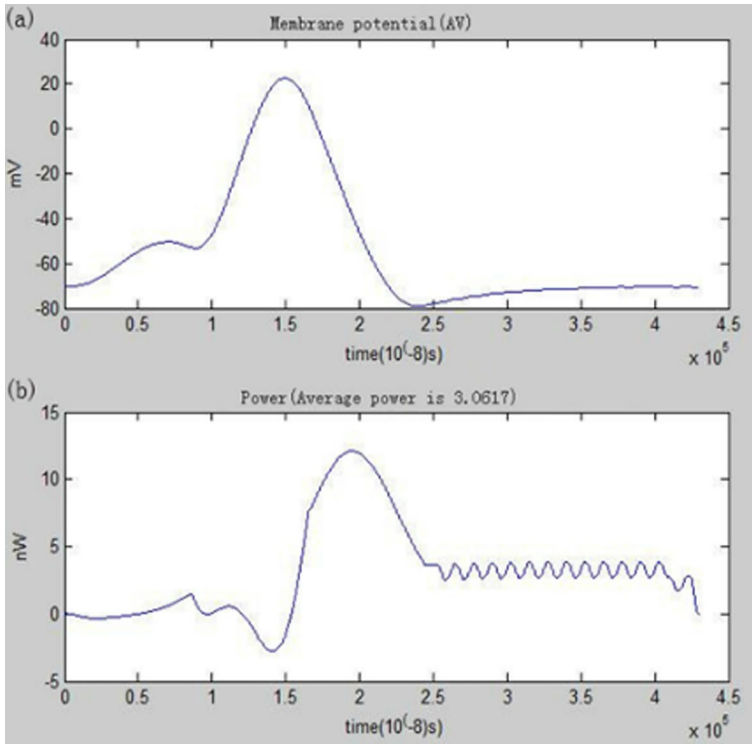 (a)
Membrane potential(AV)
40
20
0
-20
-40
-60
-80
mV
0 0.5 1 1.5 2 2.5 3 3.5 4 4.5
time(10(-8)s)
x 10^5
(b)
Power(Average power is 3.0617)
15
10
5
0
-5
nW
0 0.5 1 1.5 2 2.5 3 3.5 4 4.5
time(10(-8)s)
x 10^5